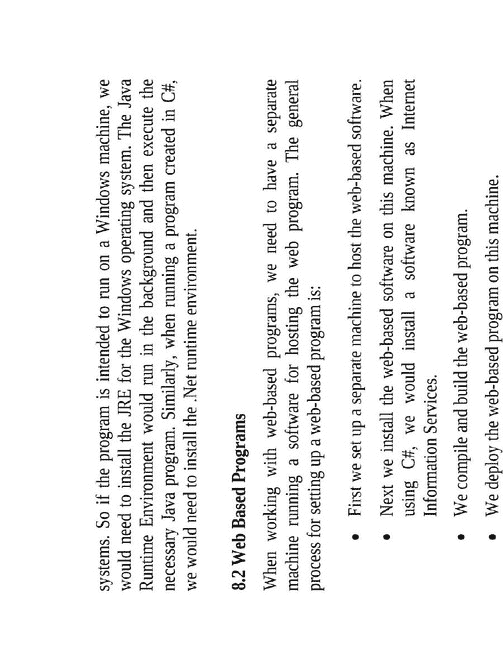 systems. So if the program is intended to run on a Windows machine, we
would need to install the JRE for the Windows operating system. The Java
Runtime Environment would run in the background and then execute the
necessary Java program. Similarly, when running a program created in C#,
we would need to install the .Net runtime environment.
8.2 Web Based Programs
When working with web-based programs, we need to have a separate
machine running a software for hosting the web program. The general
process for setting up a web-based program is:
• First we set up a separate machine to host the web-based software.
• Next we install the web-based software on this machine. When
using C#, we would install a software known as Internet
Information Services.
• We compile and build the web-based program.
• We deploy the web-based program on this machine.